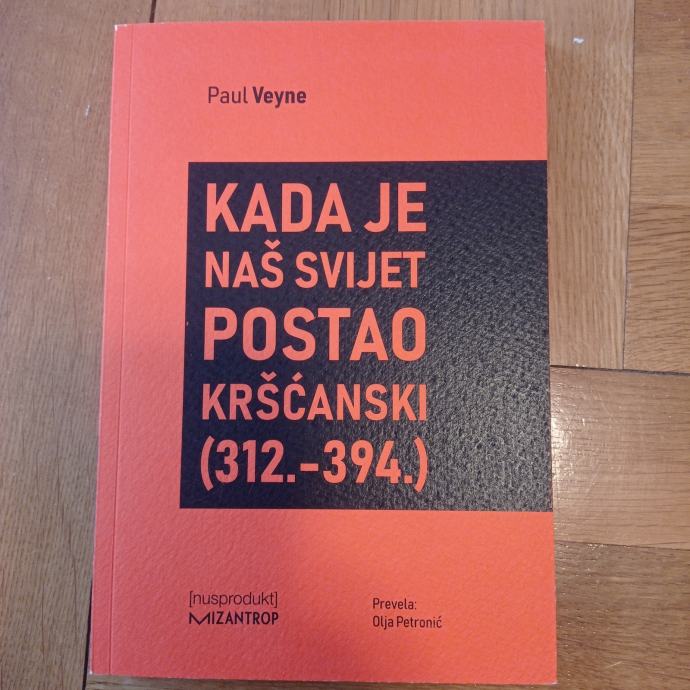 Paul Veyne
KADA JE
NAŠ SVIJET
POSTAO
KRŠĆANSKI
(312.-394.)
[nusprodukt]
MIZANTROP
Prevela:
Olja Petronić